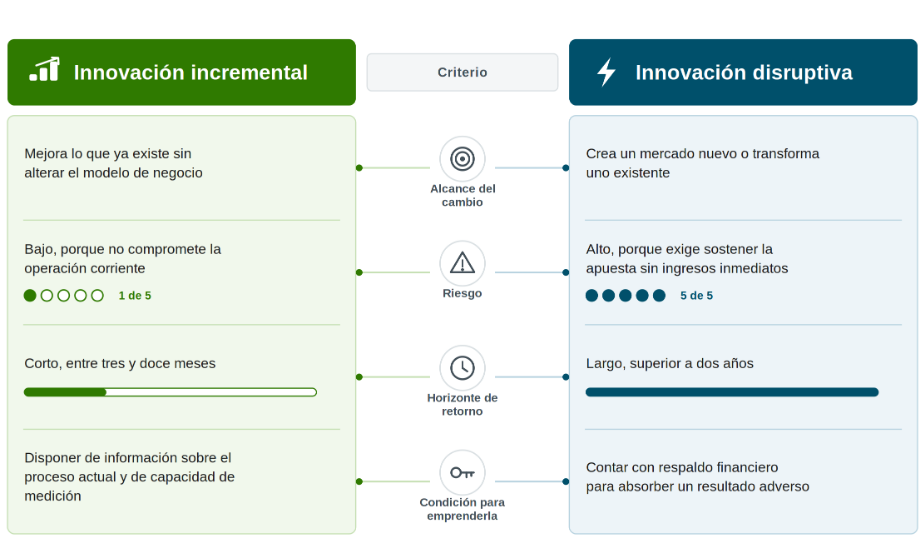 Innovación incremental
Criterio
Innovación disruptiva
Mejora lo que ya existe sin
alterar el modelo de negocio
Alcance del
cambio
Crea un mercado nuevo o transforma
uno existente
Bajo, porque no compromete la
operación corriente
1 de 5
Riesgo
Alto, porque exige sostener la
apuesta sin ingresos inmediatos
5 de 5
Corto, entre tres y doce meses
Horizonte de
retorno
Largo, superior a dos años
Disponer de información sobre el
proceso actual y de capacidad de
medición
Condición para
emprenderla
Contar con respaldo financiero
para absorber un resultado adverso